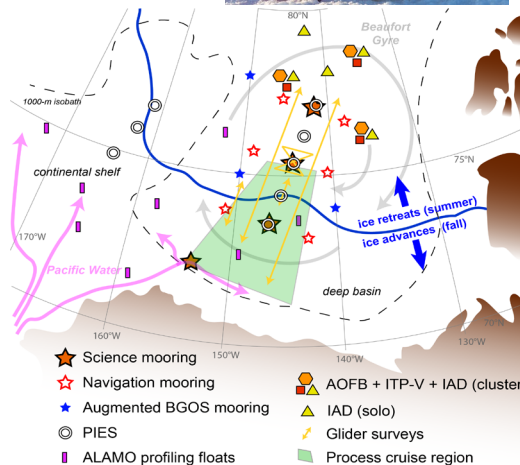 80°N
Beaufort
Gyre
1000-m isobath
75°N
continental shelf
ice retreats (summer)
ice advances (fall)
170°W
Pacific Water
deep basin
160°W
150°W
140°W
130°W
70°N
Science mooring
Navigation mooring
Augmented BGOS mooring
PIES
ALAMO profiling floats
AOFB + ITP-V + IAD (cluster
IAD (solo)
Glider surveys
Process cruise region